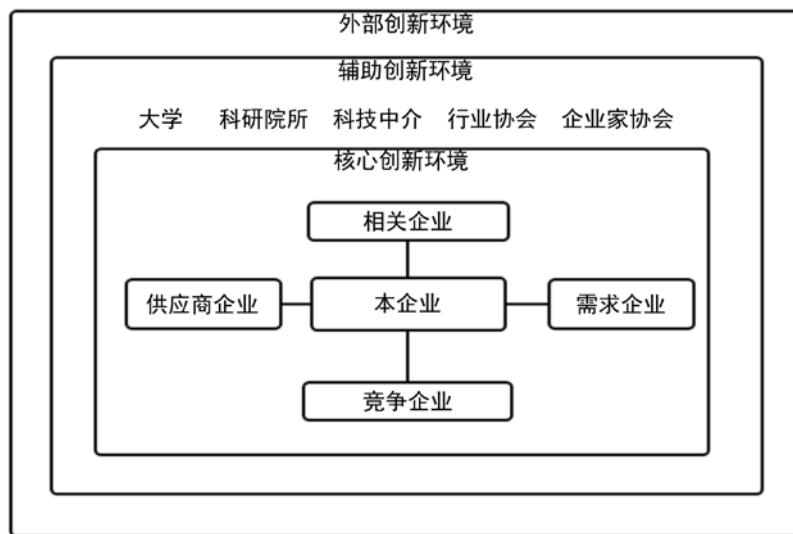 外部创新环境
辅助创新环境
大学 科研院所 科技中介 行业协会 企业家协会
核心创新环境
相关企业
供应商企业 本企业 需求企业
竞争企业